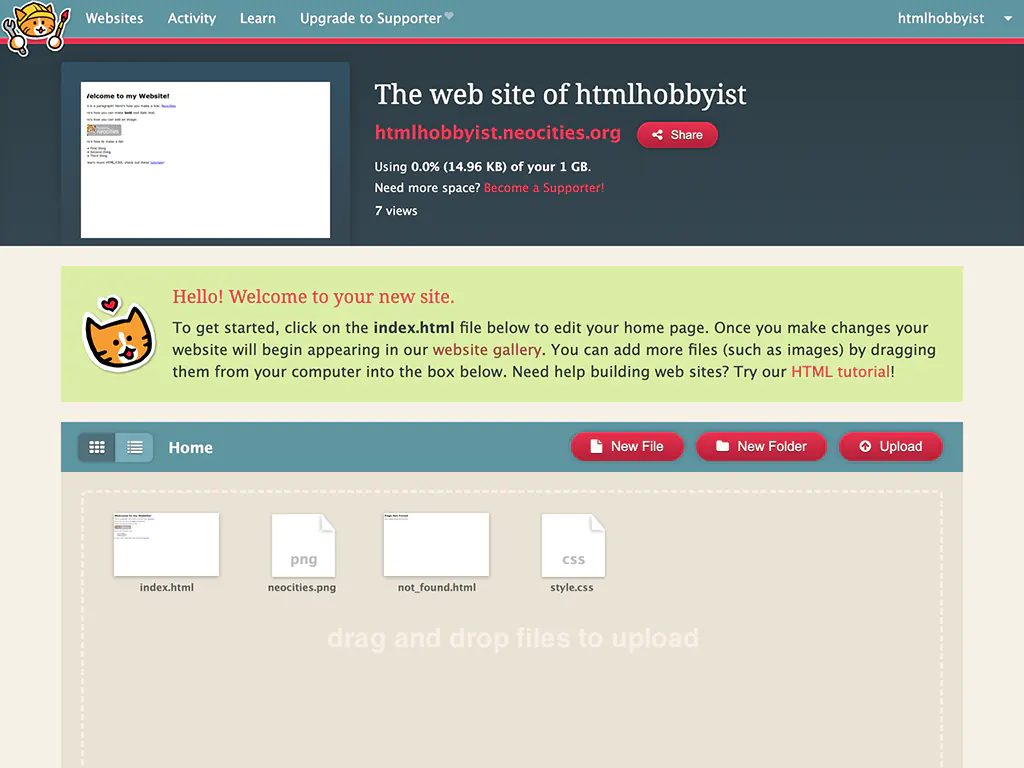 Websites Activity Learn Upgrade to Supporter htmlhobbyist
The web site of htmlhobbyist
htmlhobbyist.neocities.org Share
Using 0.0% (14.96 KB) of your 1 GB.
Need more space? Become a Supporter!
7 views
Hello! Welcome to your new site.
To get started, click on the index.html file below to edit your home page. Once you make changes your
website will begin appearing in our website gallery. You can add more files (such as images) by dragging
them from your computer into the box below. Need help building web sites? Try our HTML tutorial!
Home New File New Folder Upload
png css
index.html neocities.png not_found.html style.css
drag and drop files to upload